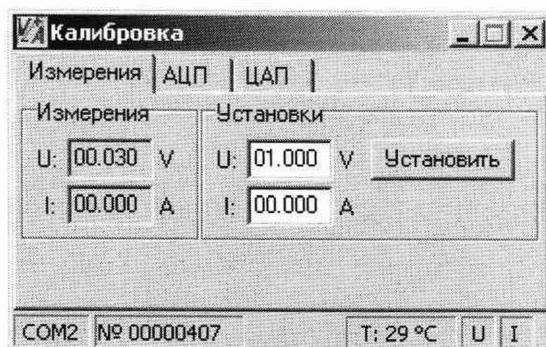 Калибровка
Измерения АЦП ЦАП
Измерения Установки
U: 00.030 V U: 01.000 V Установить
I: 00.000 A I: 00.000 A
COM2 № 00000407 T: 29 ºC U I